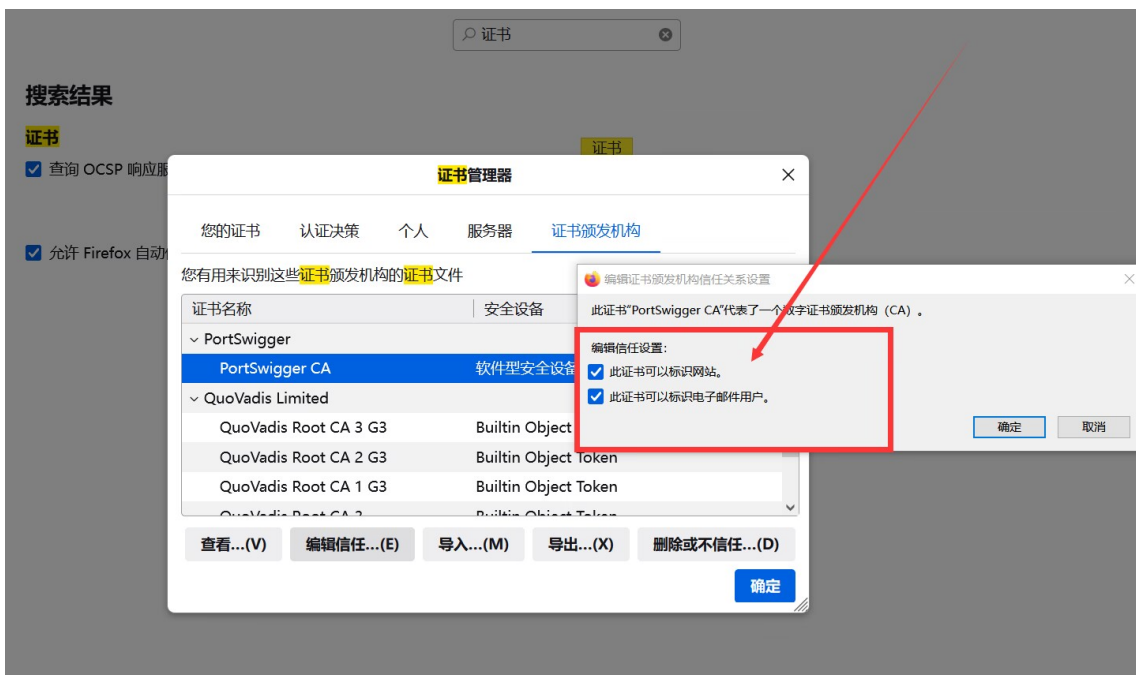 证书
搜索结果
证书
证书
查询 OCSP 响应服
允许 Firefox 自动
证书管理器
您的证书 认证决策 个人 服务器 证书颁发机构
您有用来识别这些证书颁发机构的证书文件
证书名称 安全设备
PortSwigger
PortSwigger CA 软件型安全设备
QuoVadis Limited
QuoVadis Root CA 3 G3 Builtin Object
QuoVadis Root CA 2 G3 Builtin Object Token
QuoVadis Root CA 1 G3 Builtin Object Token
QuoVadis Root CA 3 Builtin Object Token
查看...(V) 编辑信任...(E) 导入...(M) 导出...(X) 删除或不信任...(D)
确定
编辑证书颁发机构信任关系设置
此证书“PortSwigger CA”代表了一个数字证书颁发机构（CA）。
编辑信任设置：
此证书可以标识网站。
此证书可以标识电子邮件用户。
确定 取消